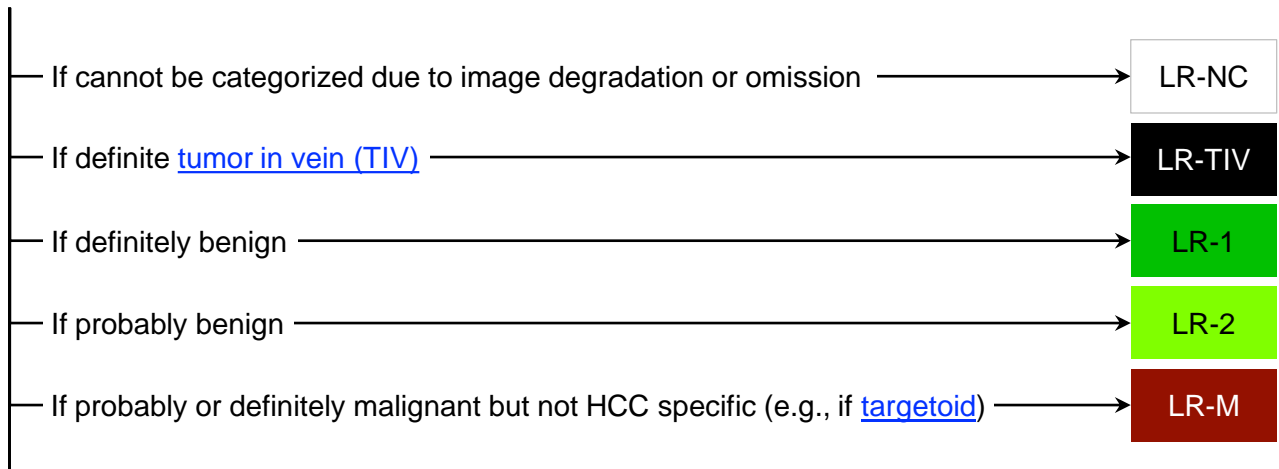 If cannot be categorized due to image degradation or omission LR-NC
If definite tumor in vein (TIV) LR-TIV
If definitely benign LR-1
If probably benign LR-2
If probably or definitely malignant but not HCC specific (e.g., if targetoid) LR-M